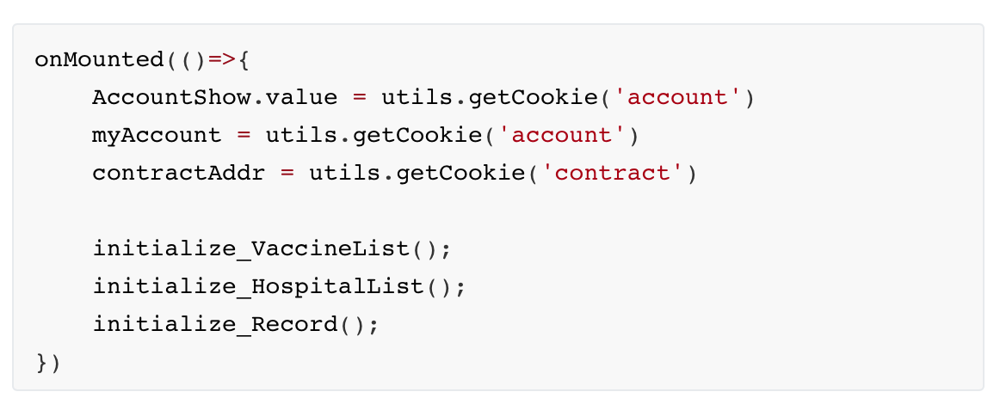 onMounted(()=>{
    AccountShow.value = utils.getCookie('account')
    myAccount = utils.getCookie('account')
    contractAddr = utils.getCookie('contract')

    initialize_VaccineList();
    initialize_HospitalList();
    initialize_Record();
})